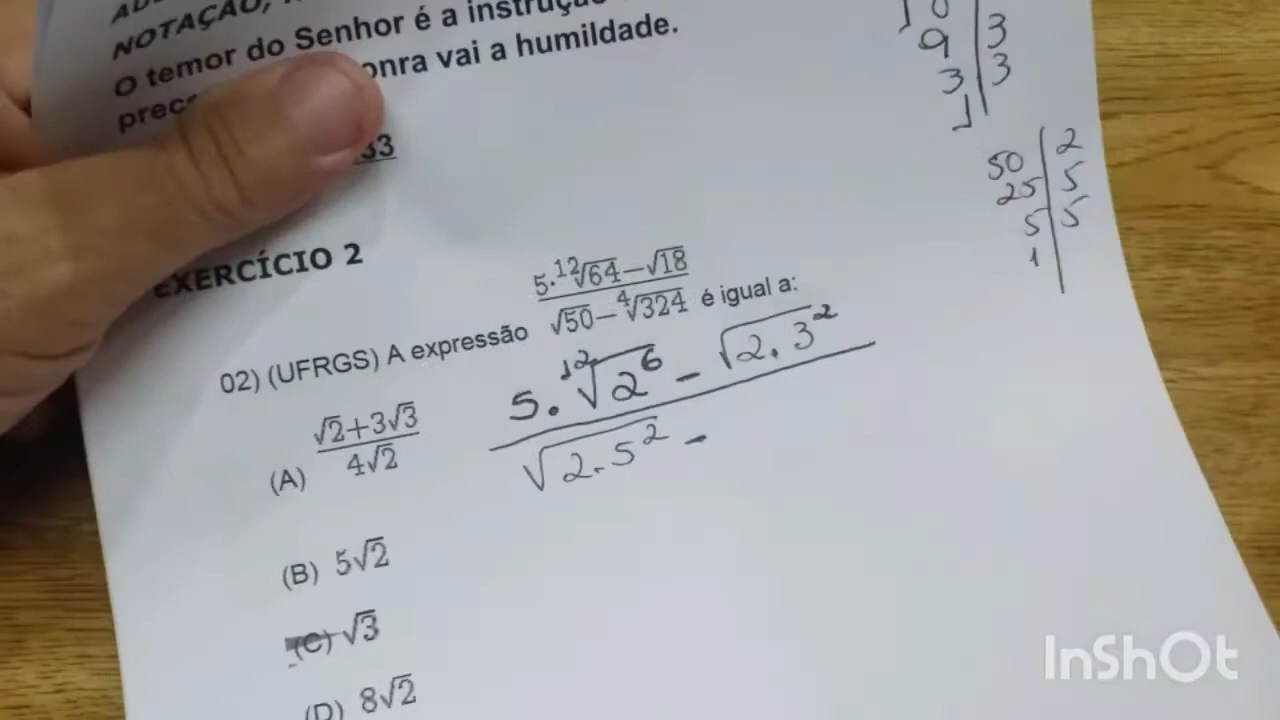 NOTAÇÃO,
O temor do Senhor é a instrução
onra vai a humildade.
33
9 | 3
3 | 3
1
50 | 2
25 | 5
5 | 5
1
EXERCÍCIO 2
02) (UFRGS) A expressão (5.¹²√64−√18)/(√50−⁴√324) é igual a:
5.¹²√2⁶ − √2.3²
√2.5² −
(A) (√2+3√3)/(4√2)
(B) 5√2
(C) √3
(D) 8√2
InShOt